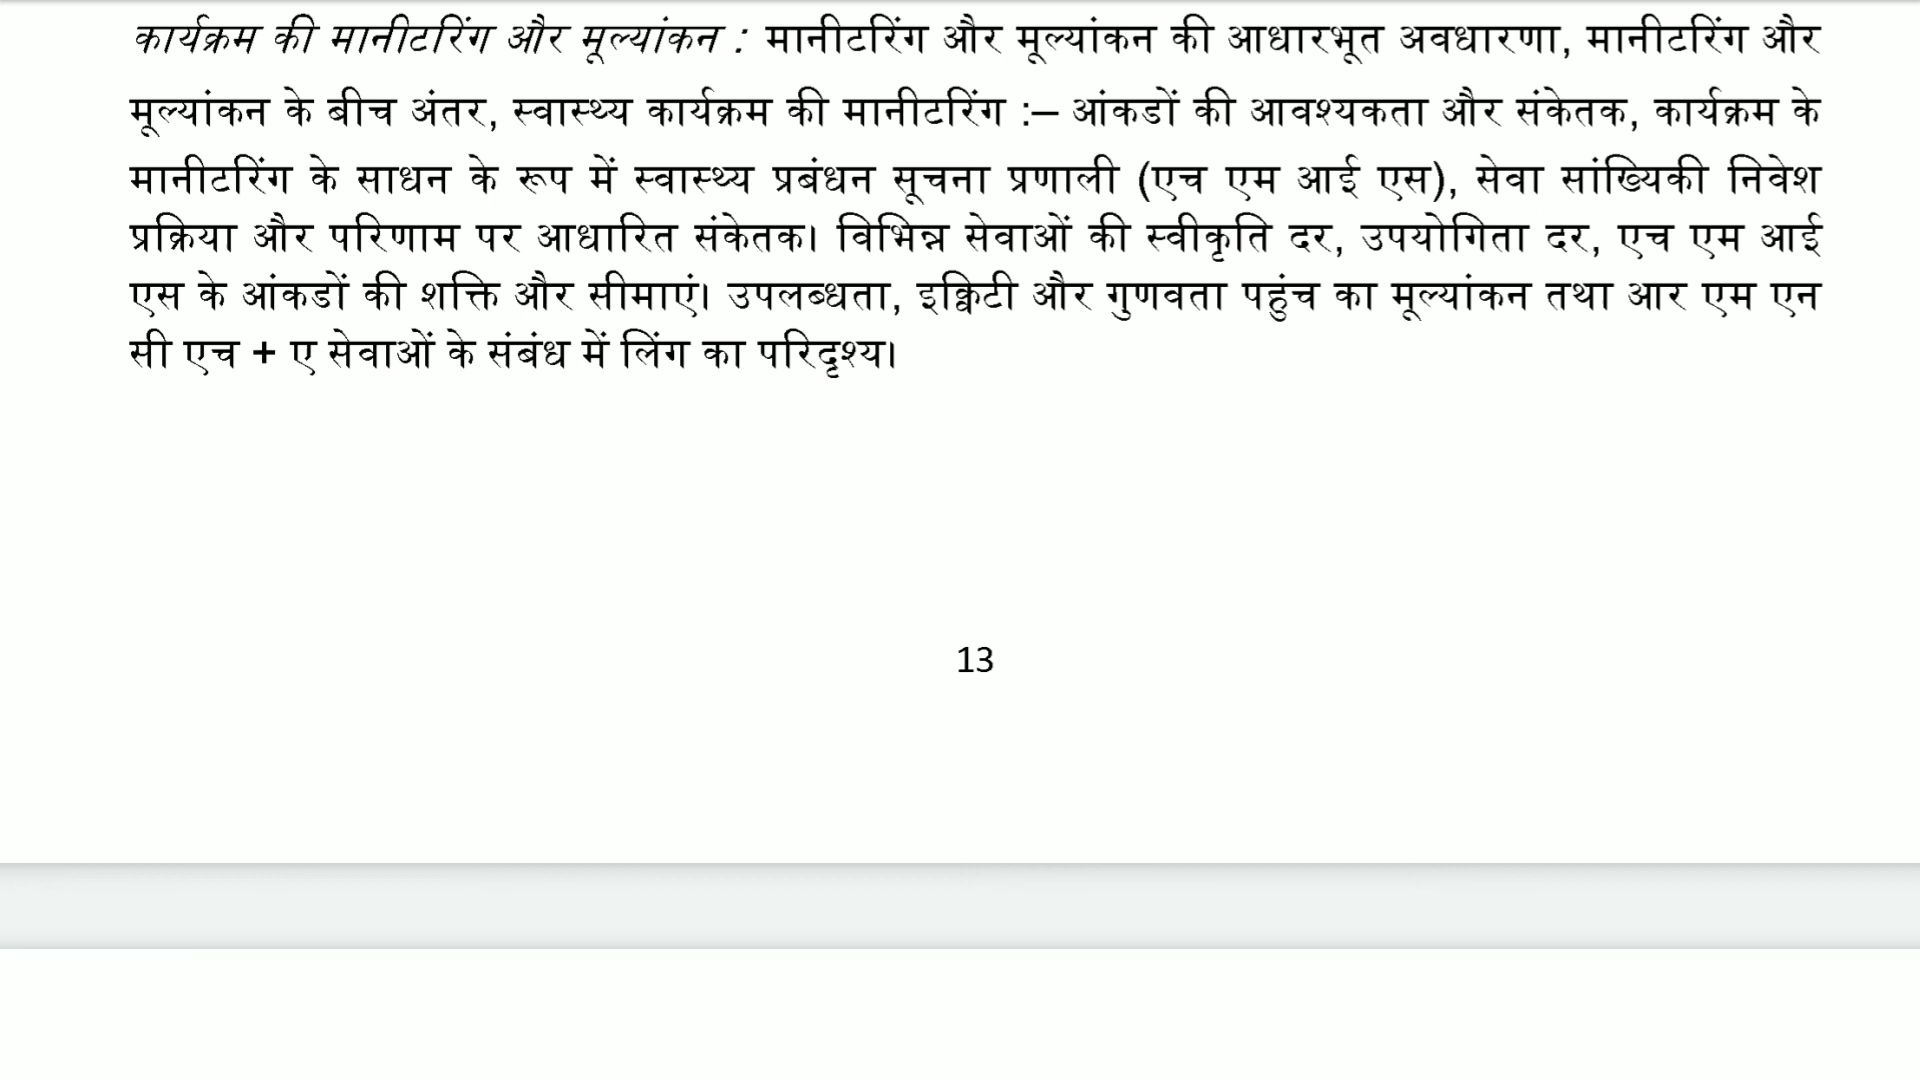 कार्यक्रम की मानीटरिंग और मूल्यांकन : मानीटरिंग और मूल्यांकन की आधारभूत अवधारणा, मानीटरिंग और
मूल्यांकन के बीच अंतर, स्वास्थ्य कार्यक्रम की मानीटरिंग :– आंकडों की आवश्यकता और संकेतक, कार्यक्रम के
मानीटरिंग के साधन के रूप में स्वास्थ्य प्रबंधन सूचना प्रणाली (एच एम आई एस), सेवा सांख्यिकी निवेश
प्रक्रिया और परिणाम पर आधारित संकेतक। विभिन्न सेवाओं की स्वीकृति दर, उपयोगिता दर, एच एम आई
एस के आंकडों की शक्ति और सीमाएं। उपलब्धता, इक्विटी और गुणवता पहुंच का मूल्यांकन तथा आर एम एन
सी एच + ए सेवाओं के संबंध में लिंग का परिदृश्य।
13